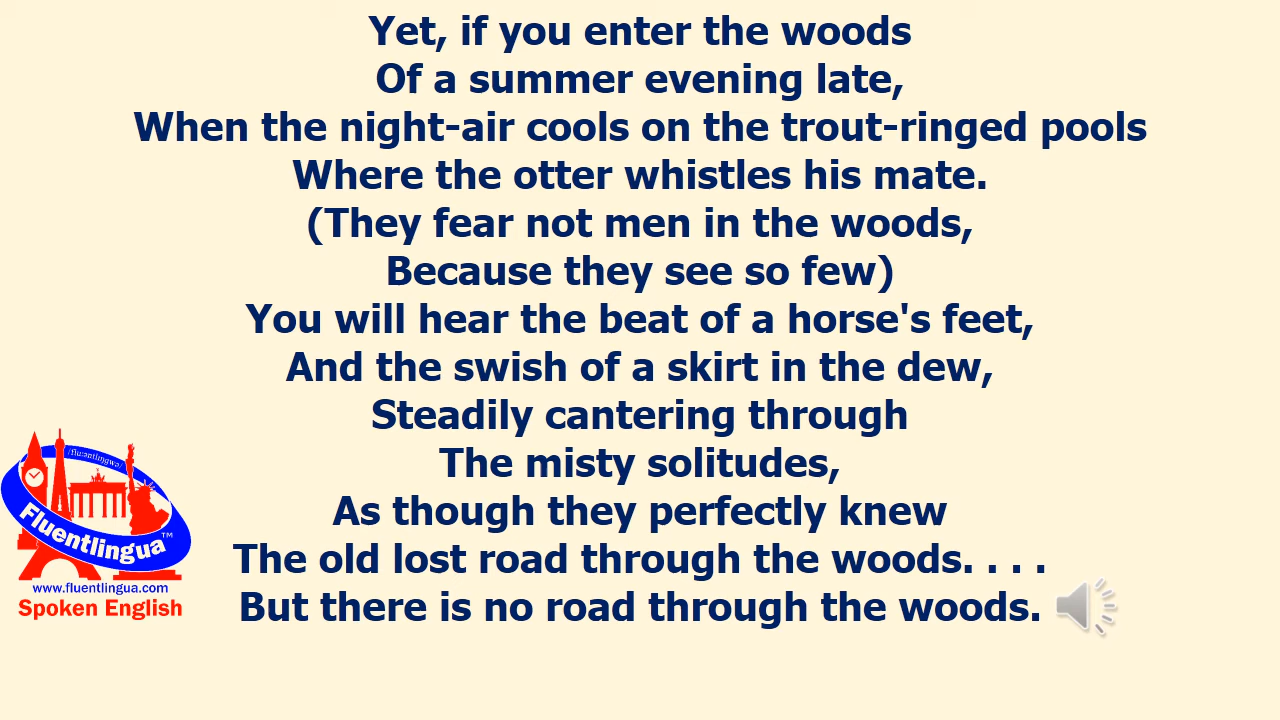 Yet, if you enter the woods
Of a summer evening late,
When the night-air cools on the trout-ringed pools
Where the otter whistles his mate.
(They fear not men in the woods,
Because they see so few)
You will hear the beat of a horse's feet,
And the swish of a skirt in the dew,
Steadily cantering through
The misty solitudes,
As though they perfectly knew
The old lost road through the woods. . . .
But there is no road through the woods.
/fluːəntlɪŋɡwə/
Fluentlingua™
www.fluentlingua.com
Spoken English